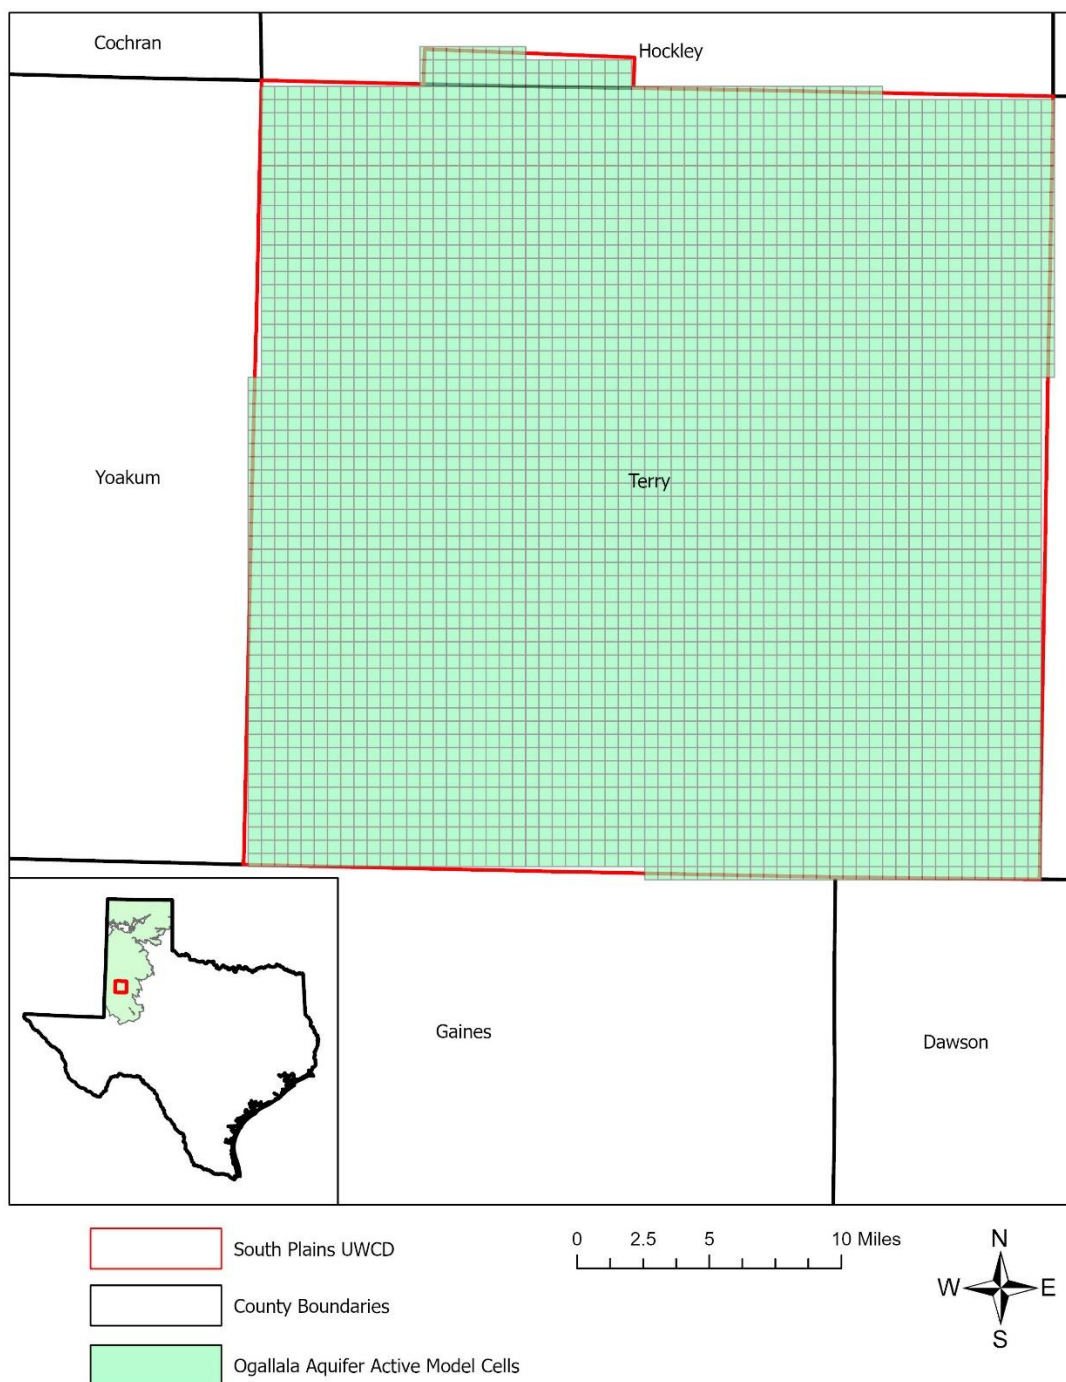 Cochran
Hockley
Yoakum
Terry
Gaines
Dawson
South Plains UWCD
County Boundaries
Ogallala Aquifer Active Model Cells
0 2.5 5 10 Miles
N
W E
S